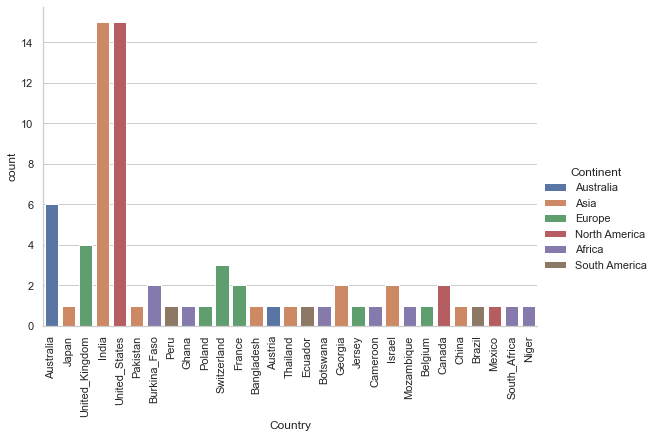 14
12
10
8
6
4
2
0
count
Australia
Japan
United_Kingdom
India
United_States
Pakistan
Burkina_Faso
Peru
Ghana
Poland
Switzerland
France
Bangladesh
Austria
Thailand
Ecuador
Botswana
Georgia
Jersey
Cameroon
Israel
Mozambique
Belgium
Canada
China
Brazil
Mexico
South_Africa
Niger
Country
Continent
Australia
Asia
Europe
North America
Africa
South America